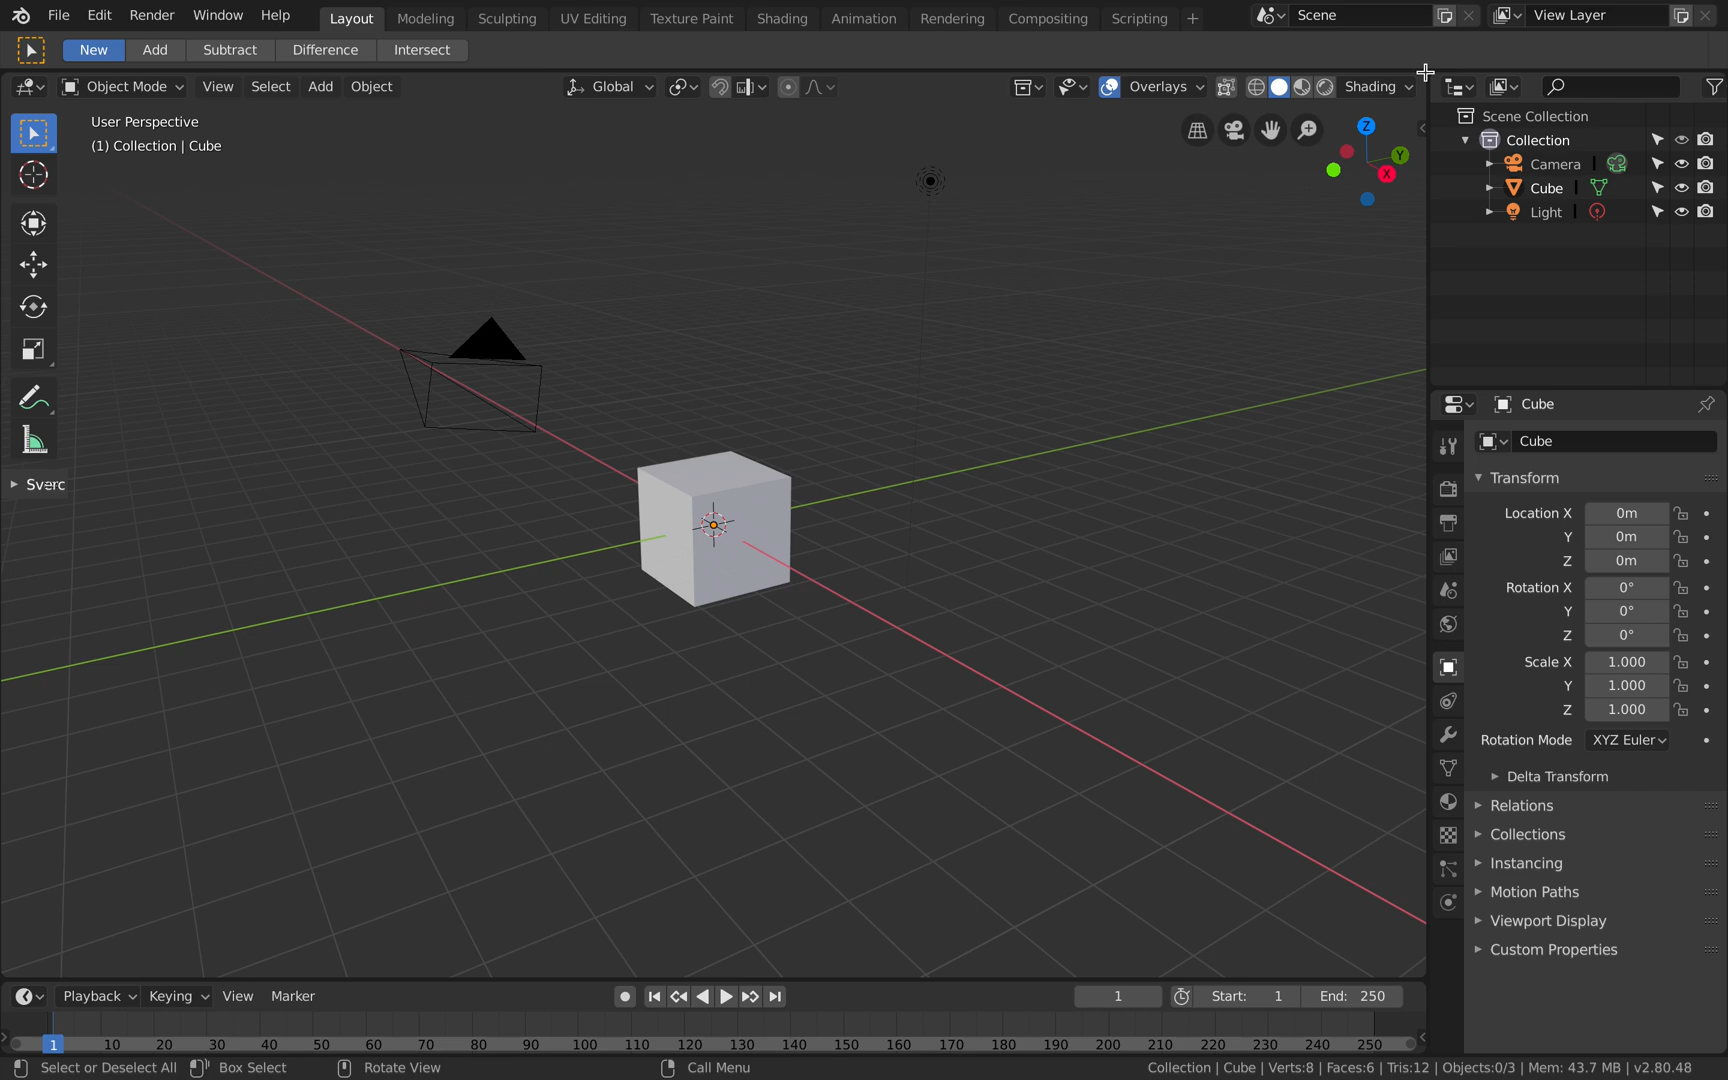 File Edit Render Window Help Layout Modeling Sculpting UV Editing Texture Paint Shading Animation Rendering Compositing Scripting + Scene View Layer
New Add Subtract Difference Intersect
Object Mode View Select Add Object Global Overlays Shading
User Perspective
(1) Collection | Cube
Z
Y
X
Sverc
Scene Collection
Collection
Camera
Cube
Light
Cube
Cube
Transform
Location X 0m
Y 0m
Z 0m
Rotation X 0°
Y 0°
Z 0°
Scale X 1.000
Y 1.000
Z 1.000
Rotation Mode XYZ Euler
Delta Transform
Relations
Collections
Instancing
Motion Paths
Viewport Display
Custom Properties
Playback Keying View Marker 1 Start: 1 End: 250
1 10 20 30 40 50 60 70 80 90 100 110 120 130 140 150 160 170 180 190 200 210 220 230 240 250
Select or Deselect All Box Select Rotate View Call Menu Collection | Cube | Verts:8 | Faces:6 | Tris:12 | Objects:0/3 | Mem: 43.7 MB | v2.80.48